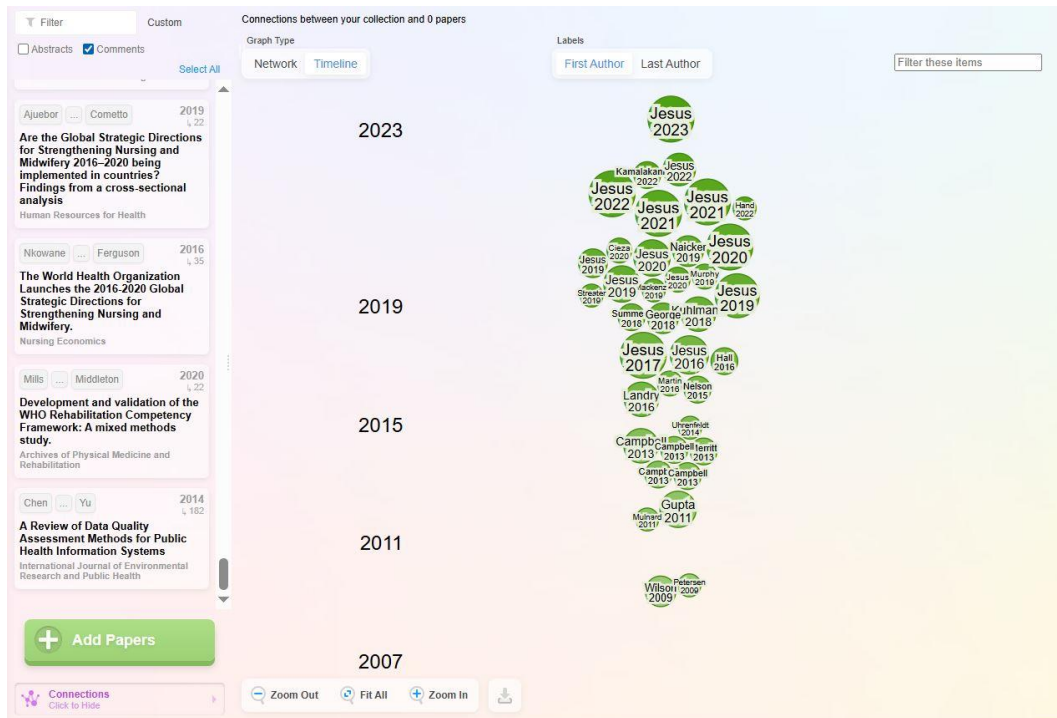 Filter
Custom
Connections between your collection and 0 papers
Abstracts
Comments
Select All
Graph Type
Network
Timeline
Labels
First Author
Last Author
Filter these items
Ajuebor
...
Cometto
2019
22
Are the Global Strategic Directions
for Strengthening Nursing and
Midwifery 2016–2020 being
implemented in countries?
Findings from a cross-sectional
analysis
Human Resources for Health
Nkowane
...
Ferguson
2016
35
The World Health Organization
Launches the 2016-2020 Global
Strategic Directions for
Strengthening Nursing and
Midwifery.
Nursing Economics
Mills
...
Middleton
2020
22
Development and validation of the
WHO Rehabilitation Competency
Framework: A mixed methods
study.
Archives of Physical Medicine and
Rehabilitation
Chen
...
Yu
2014
182
A Review of Data Quality
Assessment Methods for Public
Health Information Systems
International Journal of Environmental
Research and Public Health
Add Papers
Connections
Click to Hide
2023
2019
2015
2011
2007
Jesus
2023
Kamalakan
2022
Jesus
2022
Jesus
2022
Jesus
2021
Jesus
2021
Hand
2022
Jesus
2019
Cieza
2020
Jesus
2020
Naicker
2019
Jesus
2020
Streater
2019
Jesus
2019
2019
Jesus
2020
Murphy
2019
Jesus
2019
Summe
2018
George
2018
Kuhlman
2018
Jesus
2017
Jesus
2016
Hall
2016
Landry
2016
Martin
2016
Nelson
2015
Uhrenfeldt
2014
Campbell
2013
Campbell
2013
2013
Campt
2013
Campbell
2013
Gupta
2011
2011
Wilson
2009
Petersen
2009
Zoom Out
Fit All
Zoom In